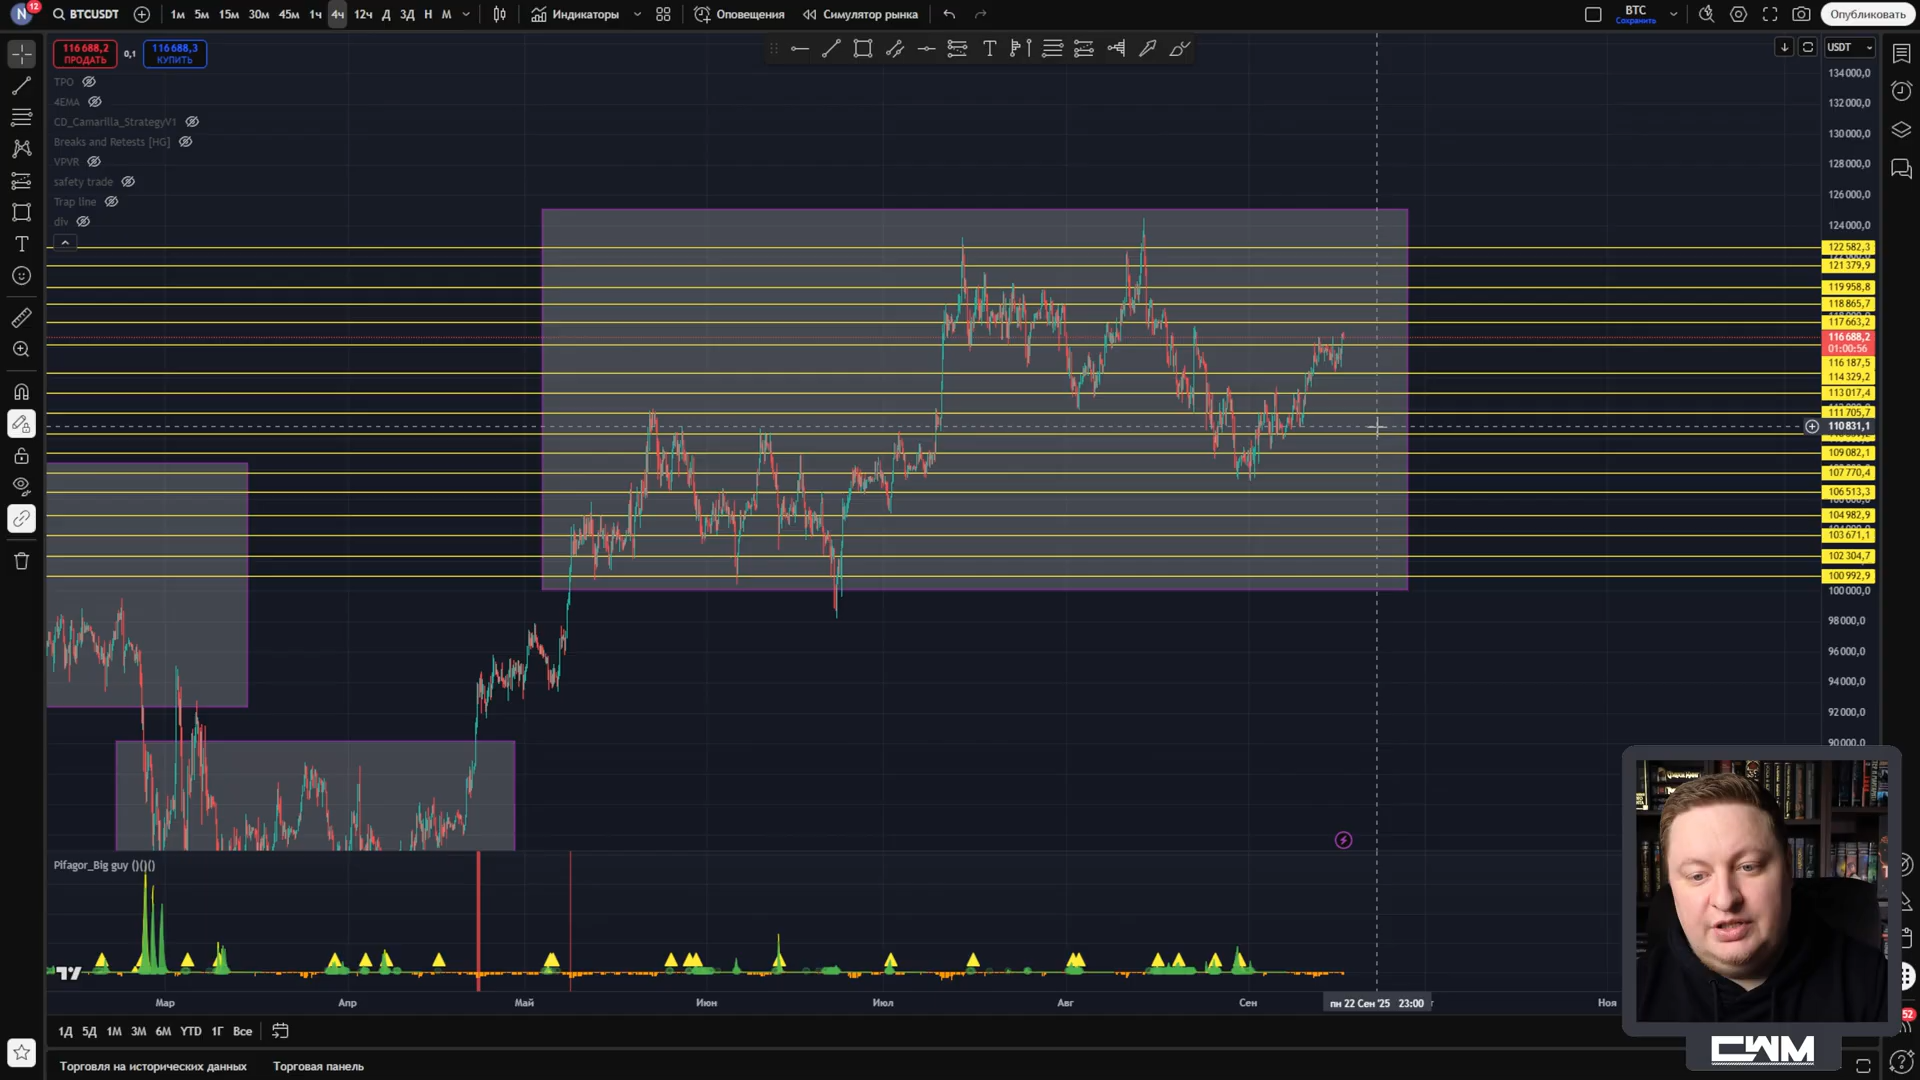 N 12 BTCUSDT 1м 5м 15м 30м 45м 1ч 4ч 12ч Д 3Д Н М Индикаторы Оповещения Симулятор рынка BTC Сохранить Опубликовать
116 688,2 ПРОДАТЬ 0,1 116 688,3 КУПИТЬ
USDT
TPO
4EMA
CD_Camarilla_StrategyV1
Breaks and Retests [HG]
VPVR
safety trade
Trap line
div
134 000,0
132 000,0
130 000,0
128 000,0
126 000,0
124 000,0
122 582,3
121 379,9
119 958,8
118 865,7
117 663,2
116 688,2
01:00:56
116 187,5
114 329,2
113 017,4
111 705,7
110 831,1
109 082,1
107 770,4
106 513,3
104 982,9
103 671,1
102 304,7
100 992,9
100 000,0
98 000,0
96 000,0
94 000,0
92 000,0
90 000,0
Pifagor_Big guy ()()()
Мар Апр Май Июн Июл Авг Сен пн 22 Сен '25 23:00 Ноя
1Д 5Д 1М 3М 6М YTD 1Г Все
52
CWM
Торговля на исторических данных Торговая панель